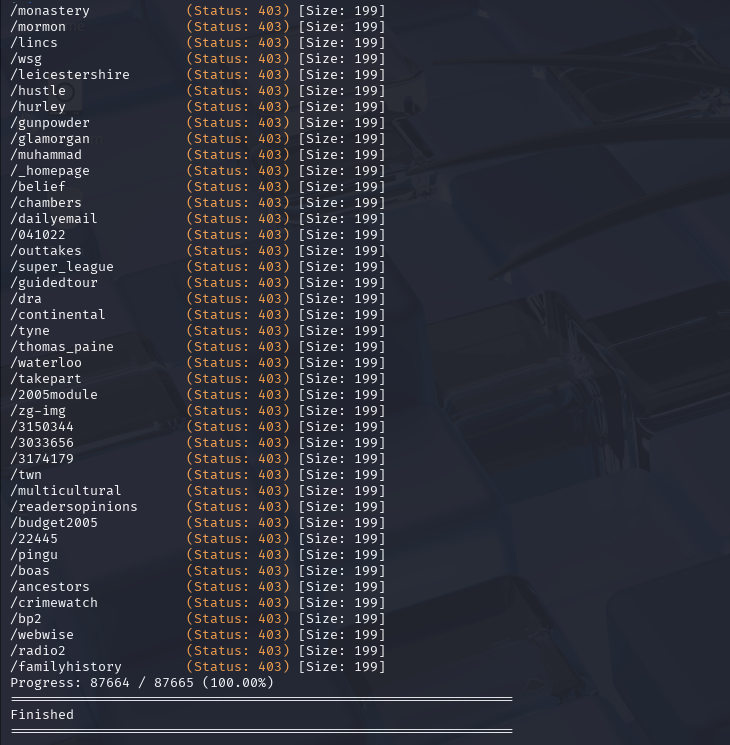 /monastery (Status: 403) [Size: 199]
/mormon (Status: 403) [Size: 199]
/lincs (Status: 403) [Size: 199]
/wsg (Status: 403) [Size: 199]
/leicestershire (Status: 403) [Size: 199]
/hustle (Status: 403) [Size: 199]
/hurley (Status: 403) [Size: 199]
/gunpowder (Status: 403) [Size: 199]
/glamorgan (Status: 403) [Size: 199]
/muhammad (Status: 403) [Size: 199]
/_homepage (Status: 403) [Size: 199]
/belief (Status: 403) [Size: 199]
/chambers (Status: 403) [Size: 199]
/dailyemail (Status: 403) [Size: 199]
/041022 (Status: 403) [Size: 199]
/outtakes (Status: 403) [Size: 199]
/super_league (Status: 403) [Size: 199]
/guidedtour (Status: 403) [Size: 199]
/dra (Status: 403) [Size: 199]
/continental (Status: 403) [Size: 199]
/tyne (Status: 403) [Size: 199]
/thomas_paine (Status: 403) [Size: 199]
/waterloo (Status: 403) [Size: 199]
/takepart (Status: 403) [Size: 199]
/2005module (Status: 403) [Size: 199]
/zg-img (Status: 403) [Size: 199]
/3150344 (Status: 403) [Size: 199]
/3033656 (Status: 403) [Size: 199]
/3174179 (Status: 403) [Size: 199]
/twn (Status: 403) [Size: 199]
/multicultural (Status: 403) [Size: 199]
/readersopinions (Status: 403) [Size: 199]
/budget2005 (Status: 403) [Size: 199]
/22445 (Status: 403) [Size: 199]
/pingu (Status: 403) [Size: 199]
/boas (Status: 403) [Size: 199]
/ancestors (Status: 403) [Size: 199]
/crimewatch (Status: 403) [Size: 199]
/bp2 (Status: 403) [Size: 199]
/webwise (Status: 403) [Size: 199]
/radio2 (Status: 403) [Size: 199]
/familyhistory (Status: 403) [Size: 199]
Progress: 87664 / 87665 (100.00%)
Finished